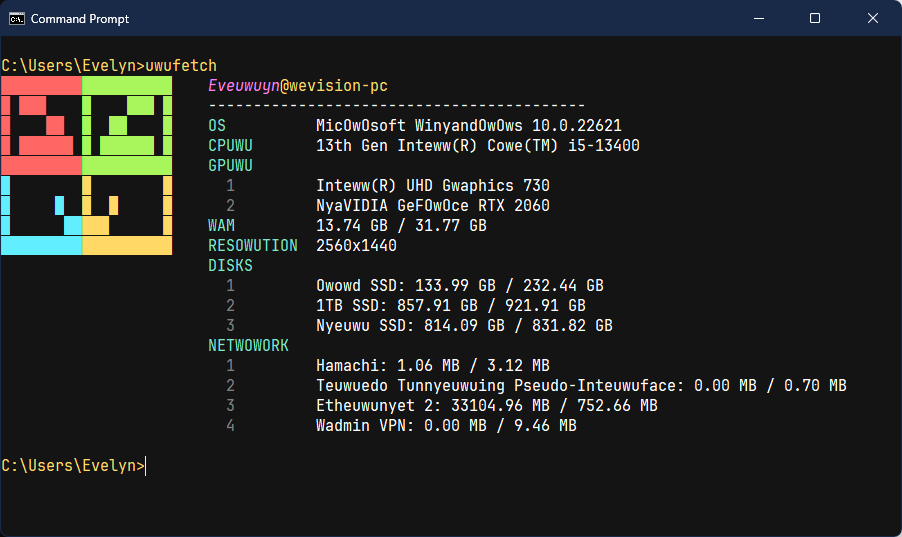 Command Prompt
C:\Users\Evelyn>uwufetch
Eveuwuyn@wevision-pc
------------------------------------------
OS MicOwOsoft WinyandOwOws 10.0.22621
CPUWU 13th Gen Inteww(R) Cowe(TM) i5-13400
GPUWU
1 Inteww(R) UHD Gwaphics 730
2 NyaVIDIA GeFOwOce RTX 2060
WAM 13.74 GB / 31.77 GB
RESOWUTION 2560x1440
DISKS
1 Owowd SSD: 133.99 GB / 232.44 GB
2 1TB SSD: 857.91 GB / 921.91 GB
3 Nyeuwu SSD: 814.09 GB / 831.82 GB
NETWOWORK
1 Hamachi: 1.06 MB / 3.12 MB
2 Teuwuedo Tunnyeuwuing Pseudo-Inteuwuface: 0.00 MB / 0.70 MB
3 Etheuwunyet 2: 33104.96 MB / 752.66 MB
4 Wadmin VPN: 0.00 MB / 9.46 MB
C:\Users\Evelyn>